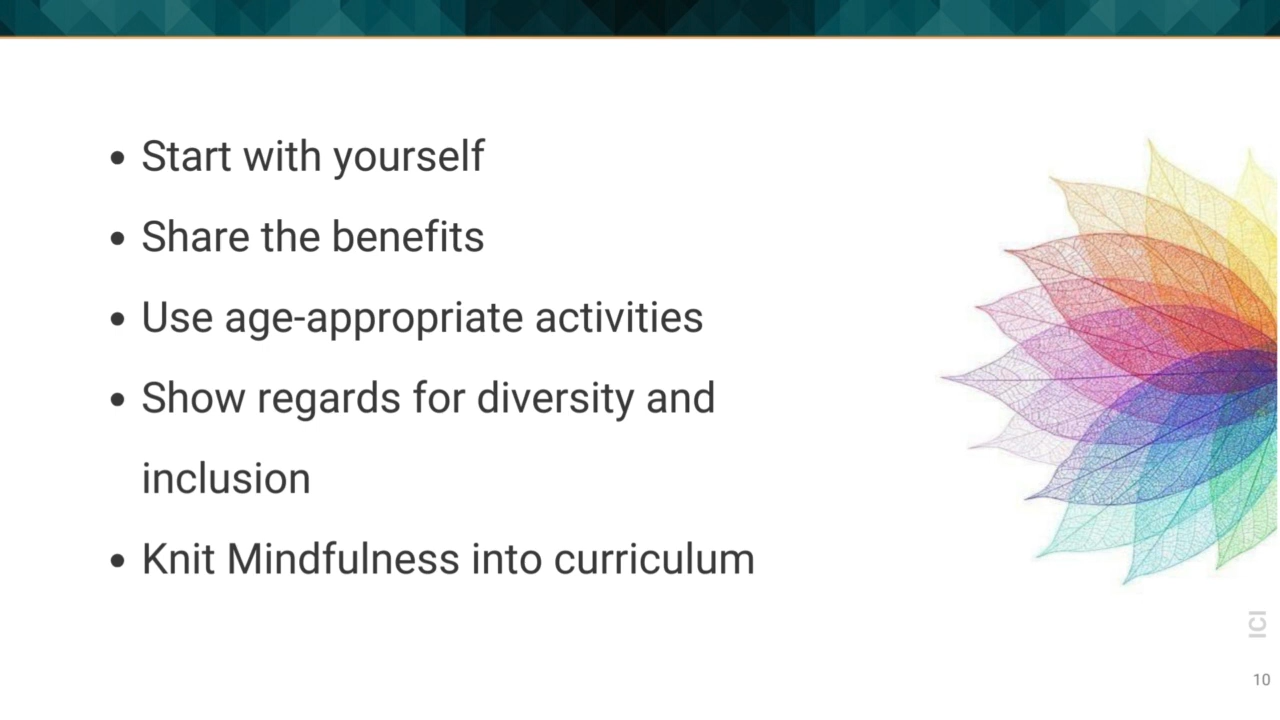 • Start with yourself
• Share the benefits
• Use age-appropriate activities
• Show regards for diversity and
inclusion
• Knit Mindfulness into curriculum
ICI
10